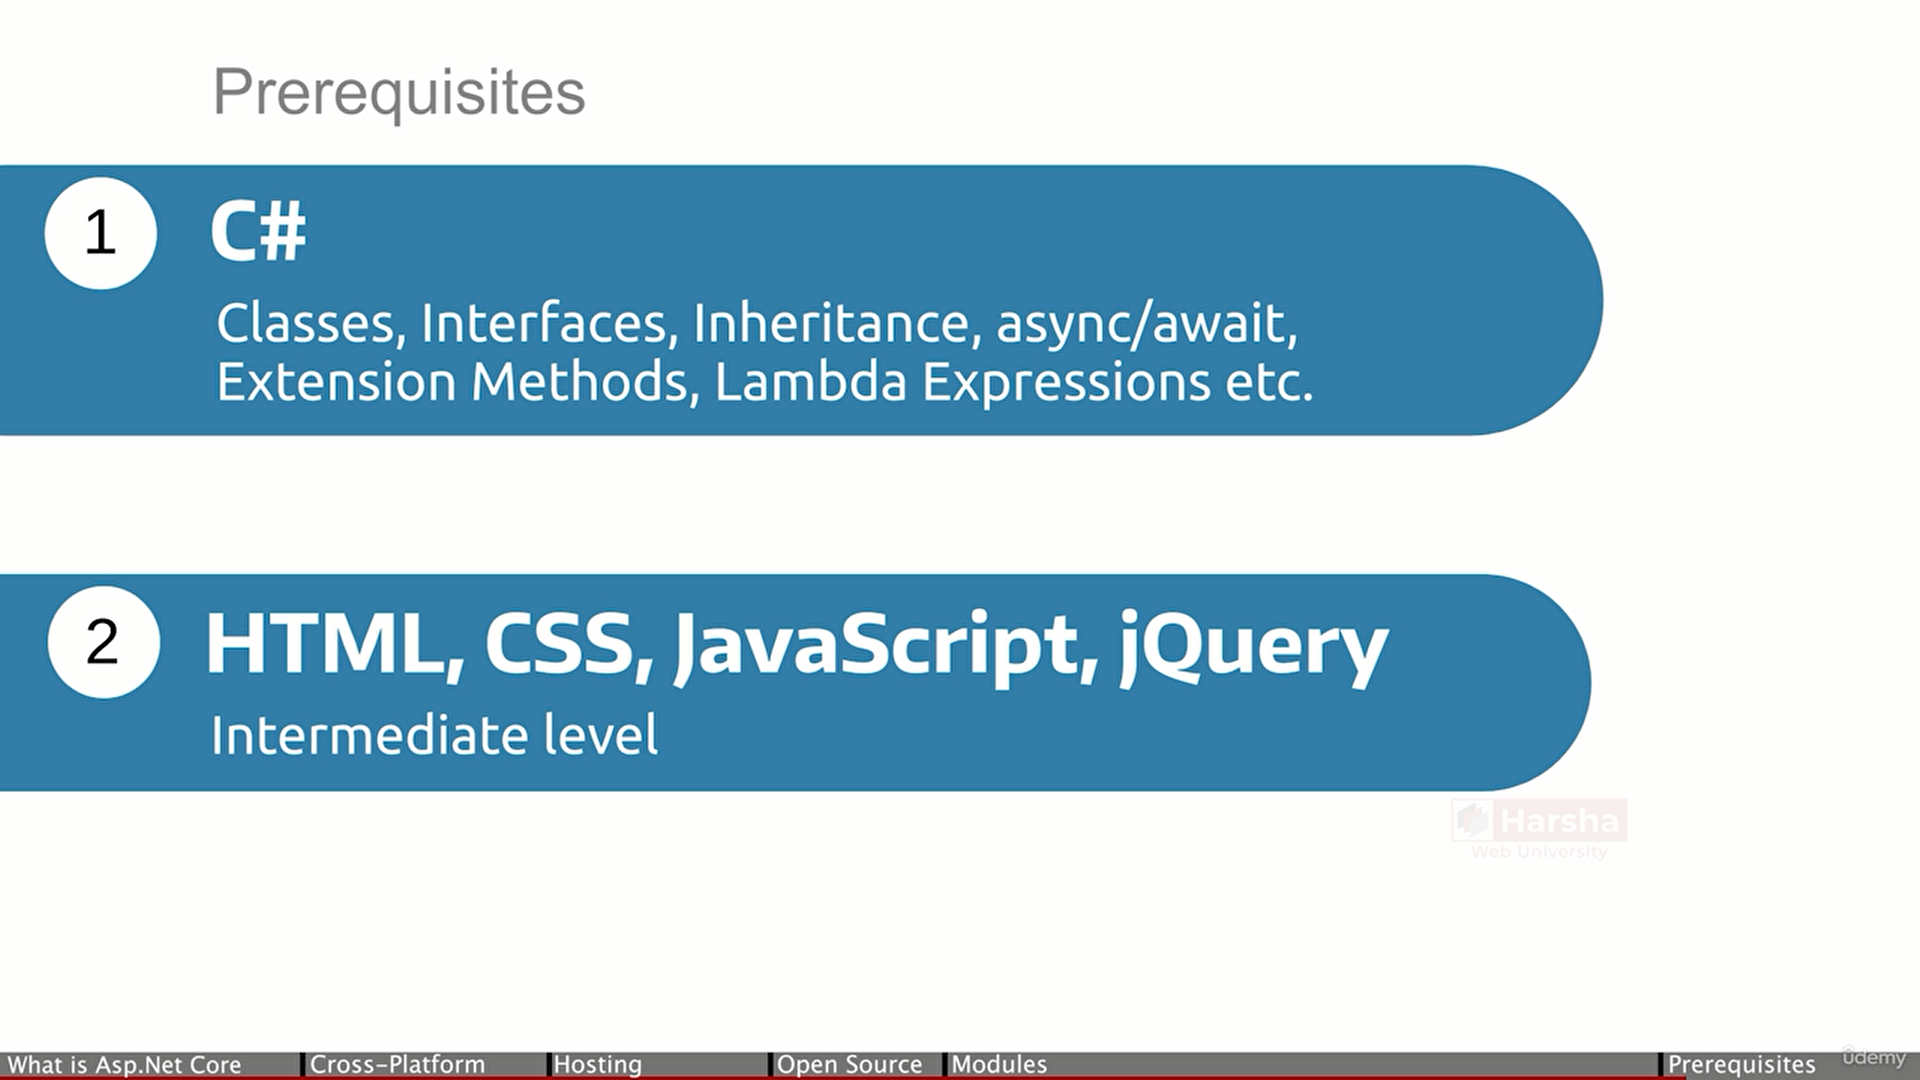 Prerequisites
1
C#
Classes, Interfaces, Inheritance, async/await,
Extension Methods, Lambda Expressions etc.
2
HTML, CSS, JavaScript, jQuery
Intermediate level
Harsha
Web University
What is Asp.Net Core
Cross-Platform
Hosting
Open Source
Modules
Prerequisites
udemy